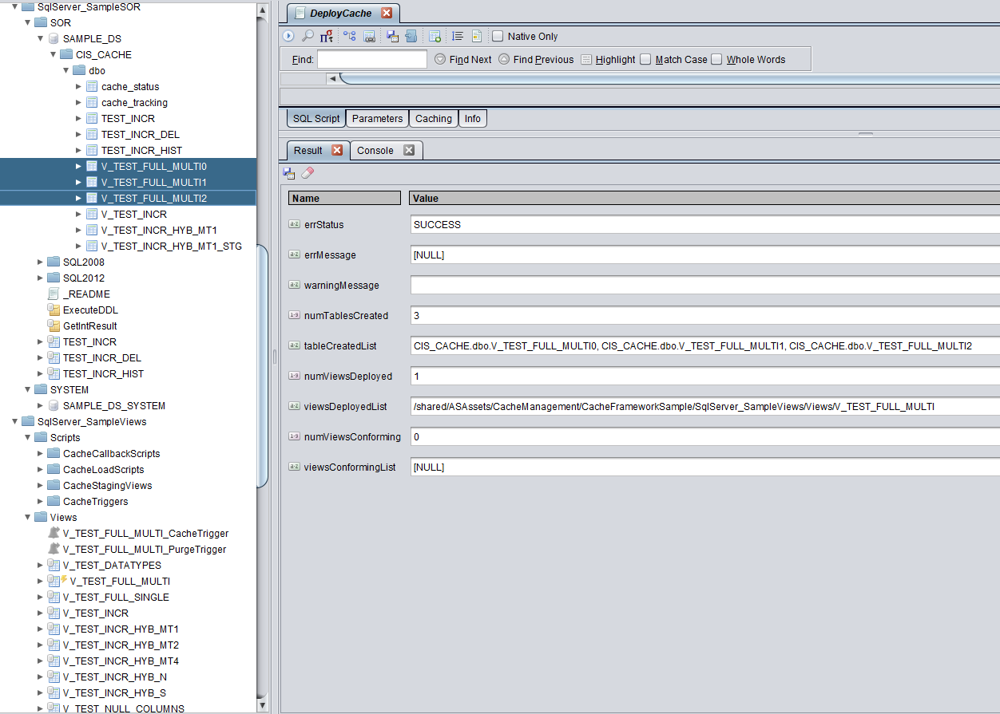 SqlServer_SampleSOR
SOR
SAMPLE_DS
CIS_CACHE
dbo
cache_status
cache_tracking
TEST_INCR
TEST_INCR_DEL
TEST_INCR_HIST
V_TEST_FULL_MULTI0
V_TEST_FULL_MULTI1
V_TEST_FULL_MULTI2
V_TEST_INCR
V_TEST_INCR_HYB_MT1
V_TEST_INCR_HYB_MT1_STG
SQL2008
SQL2012
_README
ExecuteDDL
GetIntResult
TEST_INCR
TEST_INCR_DEL
TEST_INCR_HIST
SYSTEM
SAMPLE_DS_SYSTEM
SqlServer_SampleViews
Scripts
CacheCallbackScripts
CacheLoadScripts
CacheStagingViews
CacheTriggers
Views
V_TEST_FULL_MULTI_CacheTrigger
V_TEST_FULL_MULTI_PurgeTrigger
V_TEST_DATATYPES
V_TEST_FULL_MULTI
V_TEST_FULL_SINGLE
V_TEST_INCR
V_TEST_INCR_HYB_MT1
V_TEST_INCR_HYB_MT2
V_TEST_INCR_HYB_MT4
V_TEST_INCR_HYB_N
V_TEST_INCR_HYB_S
V_TEST_NULL_COLUMNS
DeployCache
Native Only
Find: Find Next Find Previous Highlight Match Case Whole Words
SQL Script Parameters Caching Info
Result Console
Name Value
errStatus SUCCESS
errMessage [NULL]
warningMessage
numTablesCreated 3
tableCreatedList CIS_CACHE.dbo.V_TEST_FULL_MULTI0, CIS_CACHE.dbo.V_TEST_FULL_MULTI1, CIS_CACHE.dbo.V_TEST_FULL_MULTI2
numViewsDeployed 1
viewsDeployedList /shared/ASAssets/CacheManagement/CacheFrameworkSample/SqlServer_SampleViews/Views/V_TEST_FULL_MULTI
numViewsConforming 0
viewsConformingList [NULL]